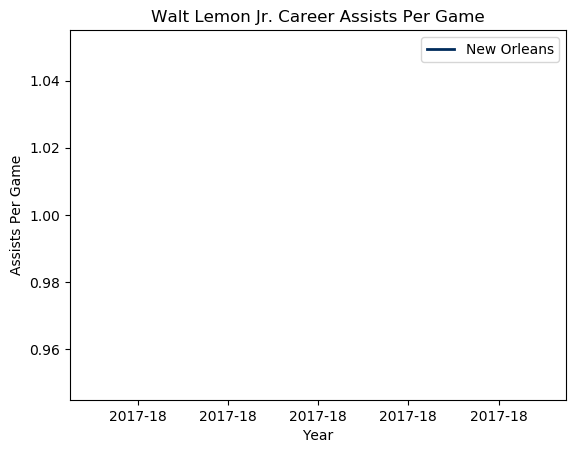 Walt Lemon Jr. Career Assists Per Game
New Orleans
1.04
1.02
1.00
0.98
0.96
Assists Per Game
2017-18 2017-18 2017-18 2017-18 2017-18
Year